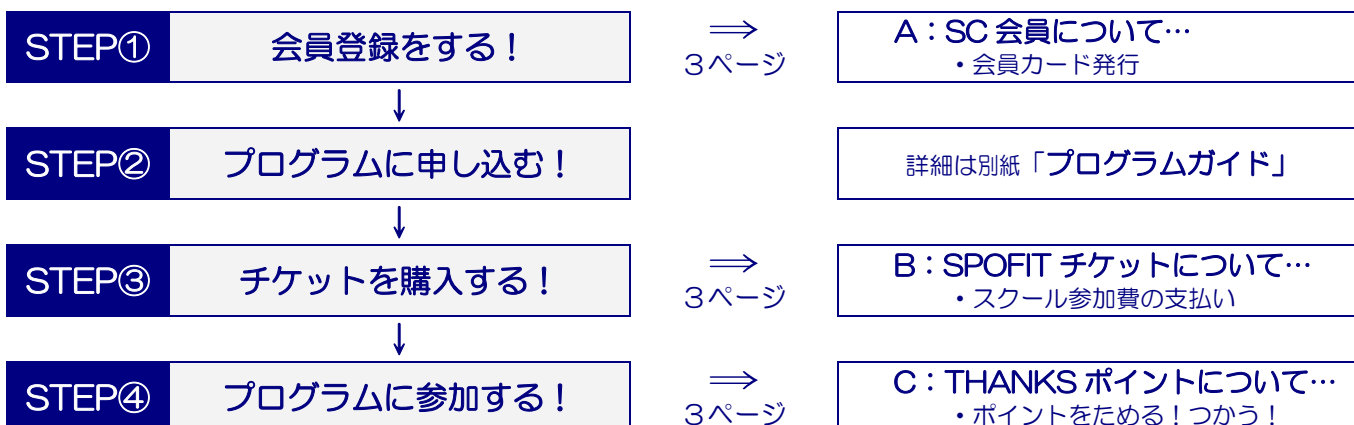 STEP① 会員登録をする! ⇒ A:SC 会員について…
3ページ ・会員カード発行
↓
STEP② プログラムに申し込む! 詳細は別紙「プログラムガイド」
↓
STEP③ チケットを購入する! ⇒ B:SPOFIT チケットについて…
3ページ ・スクール参加費の支払い
↓
STEP④ プログラムに参加する! ⇒ C:THANKS ポイントについて…
3ページ ・ポイントをためる!つかう!